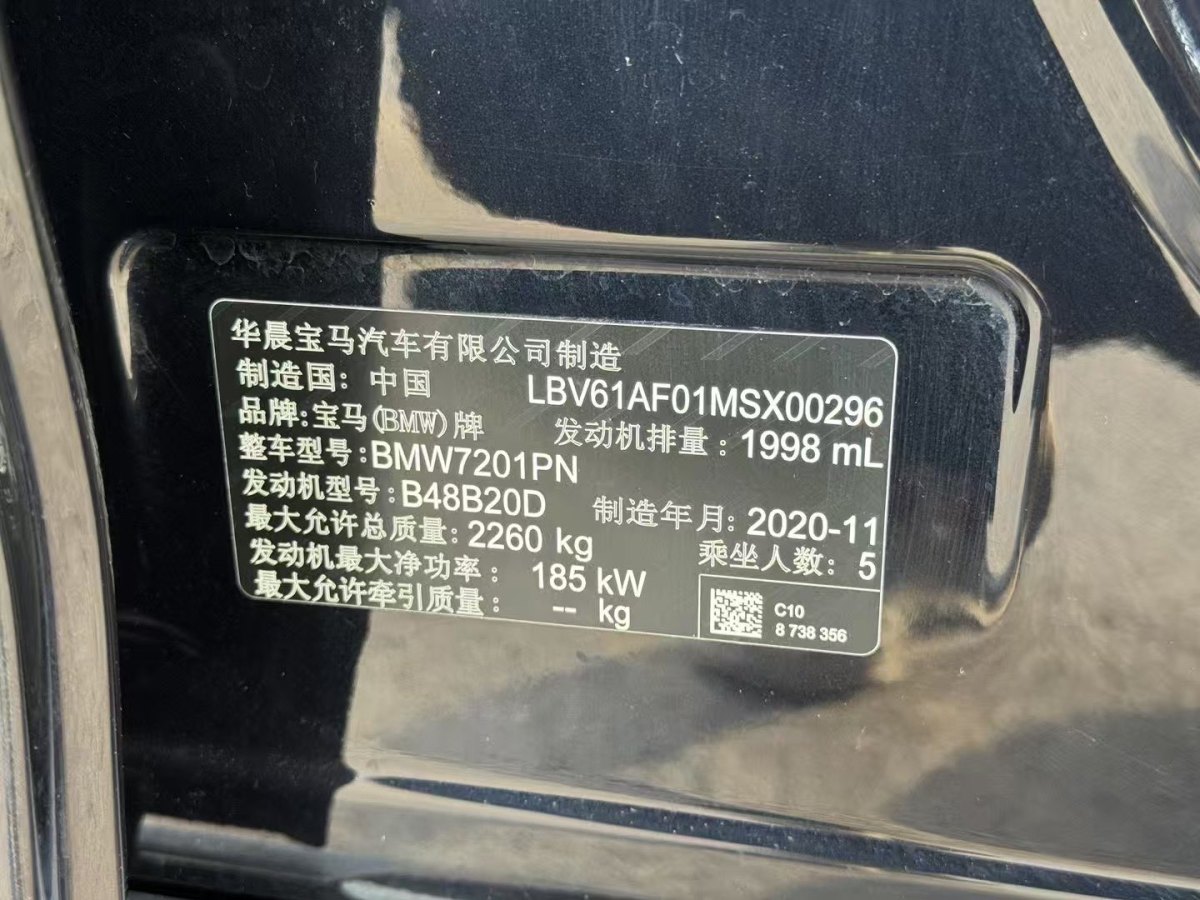 华晨宝马汽车有限公司制造
制造国: 中国 LBV61AF01MSX00296
品牌:宝马(BMW)牌 发动机排量: 1998 mL
整车型号:BMW7201PN
发动机型号:B48B20D 制造年月: 2020-11
最大允许总质量: 2260 kg 乘坐人数: 5
发动机最大净功率: 185 kW
最大允许牵引质量: -- kg
C10
8 738 356